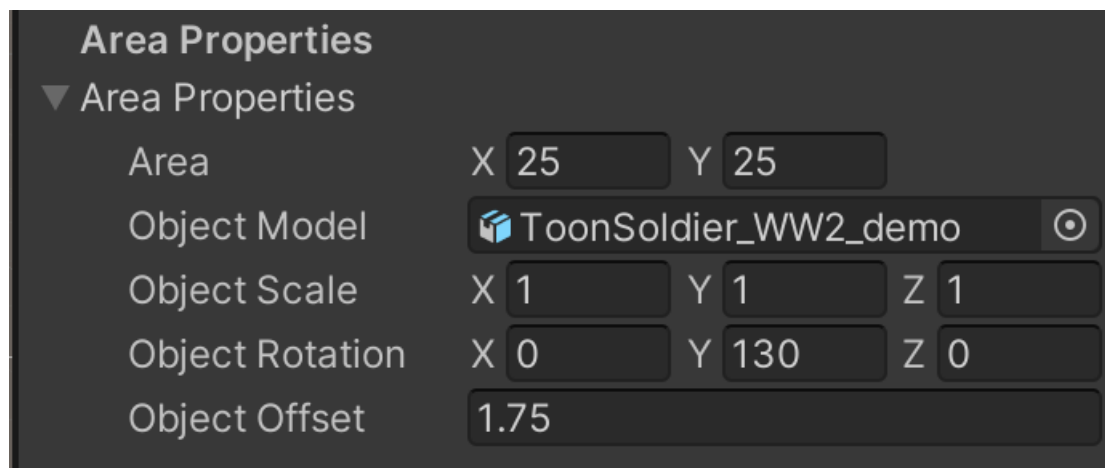 Area Properties
Area Properties
Area X 25 Y 25
Object Model ToonSoldier_WW2_demo
Object Scale X 1 Y 1 Z 1
Object Rotation X 0 Y 130 Z 0
Object Offset 1.75